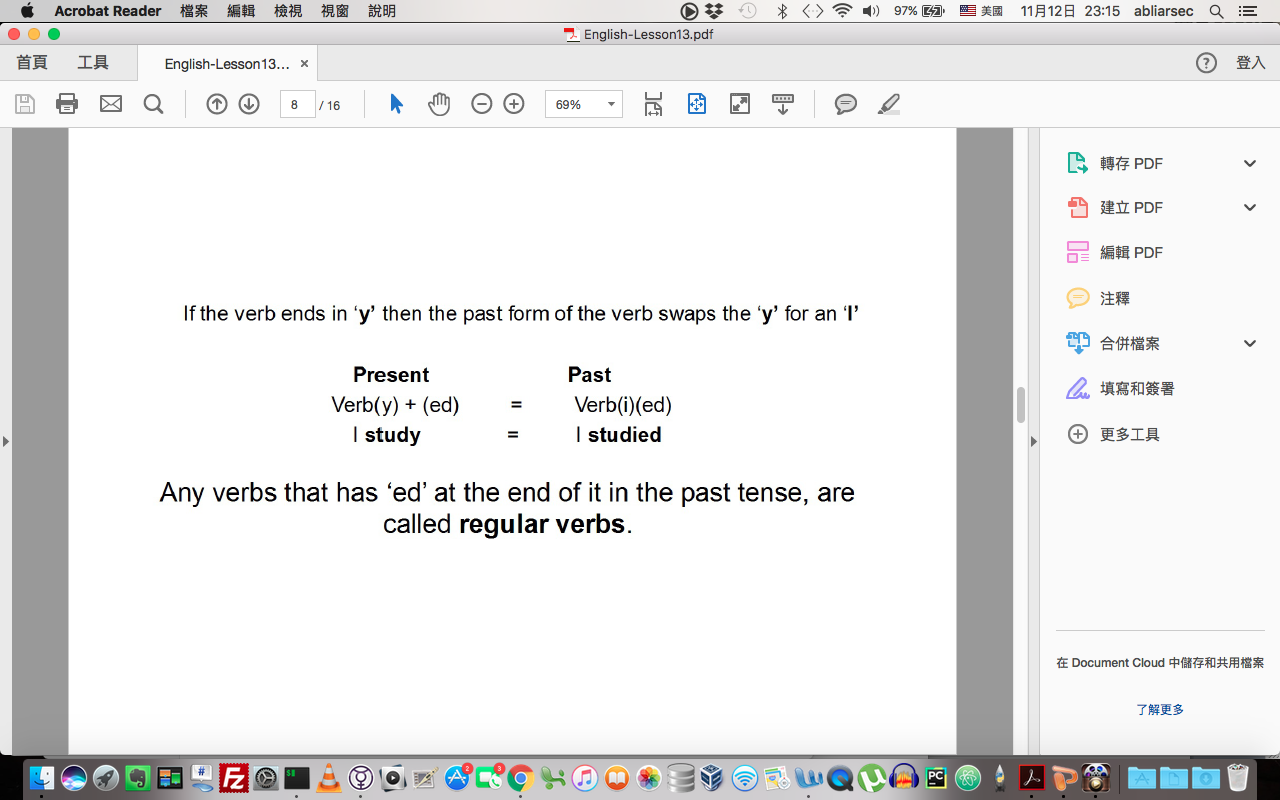 Acrobat Reader 檔案 編輯 檢視 視窗 說明 97% 美國 11月12日 23:15 abliarsec
English-Lesson13.pdf
首頁 工具 English-Lesson13... × ? 登入
8 / 16 69%
If the verb ends in ‘y’ then the past form of the verb swaps the ‘y’ for an ‘I’
Present Past
Verb(y) + (ed) = Verb(i)(ed)
I study = I studied
Any verbs that has ‘ed’ at the end of it in the past tense, are
called regular verbs.
轉存 PDF
建立 PDF
編輯 PDF
注釋
合併檔案
填寫和簽署
更多工具
在 Document Cloud 中儲存和共用檔案
了解更多
# Fz $$ 2 3 PC